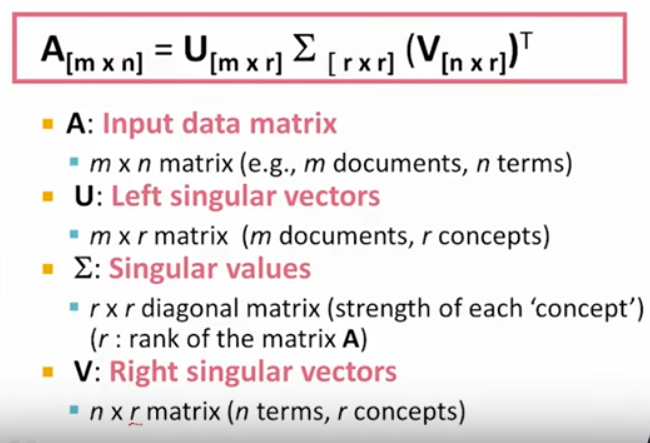 A[m x n] = U[m x r] Σ [ r x r] (V[n x r])T
A: Input data matrix
m x n matrix (e.g., m documents, n terms)
U: Left singular vectors
m x r matrix (m documents, r concepts)
Σ: Singular values
r x r diagonal matrix (strength of each ‘concept’)
(r : rank of the matrix A)
V: Right singular vectors
n x r matrix (n terms, r concepts)